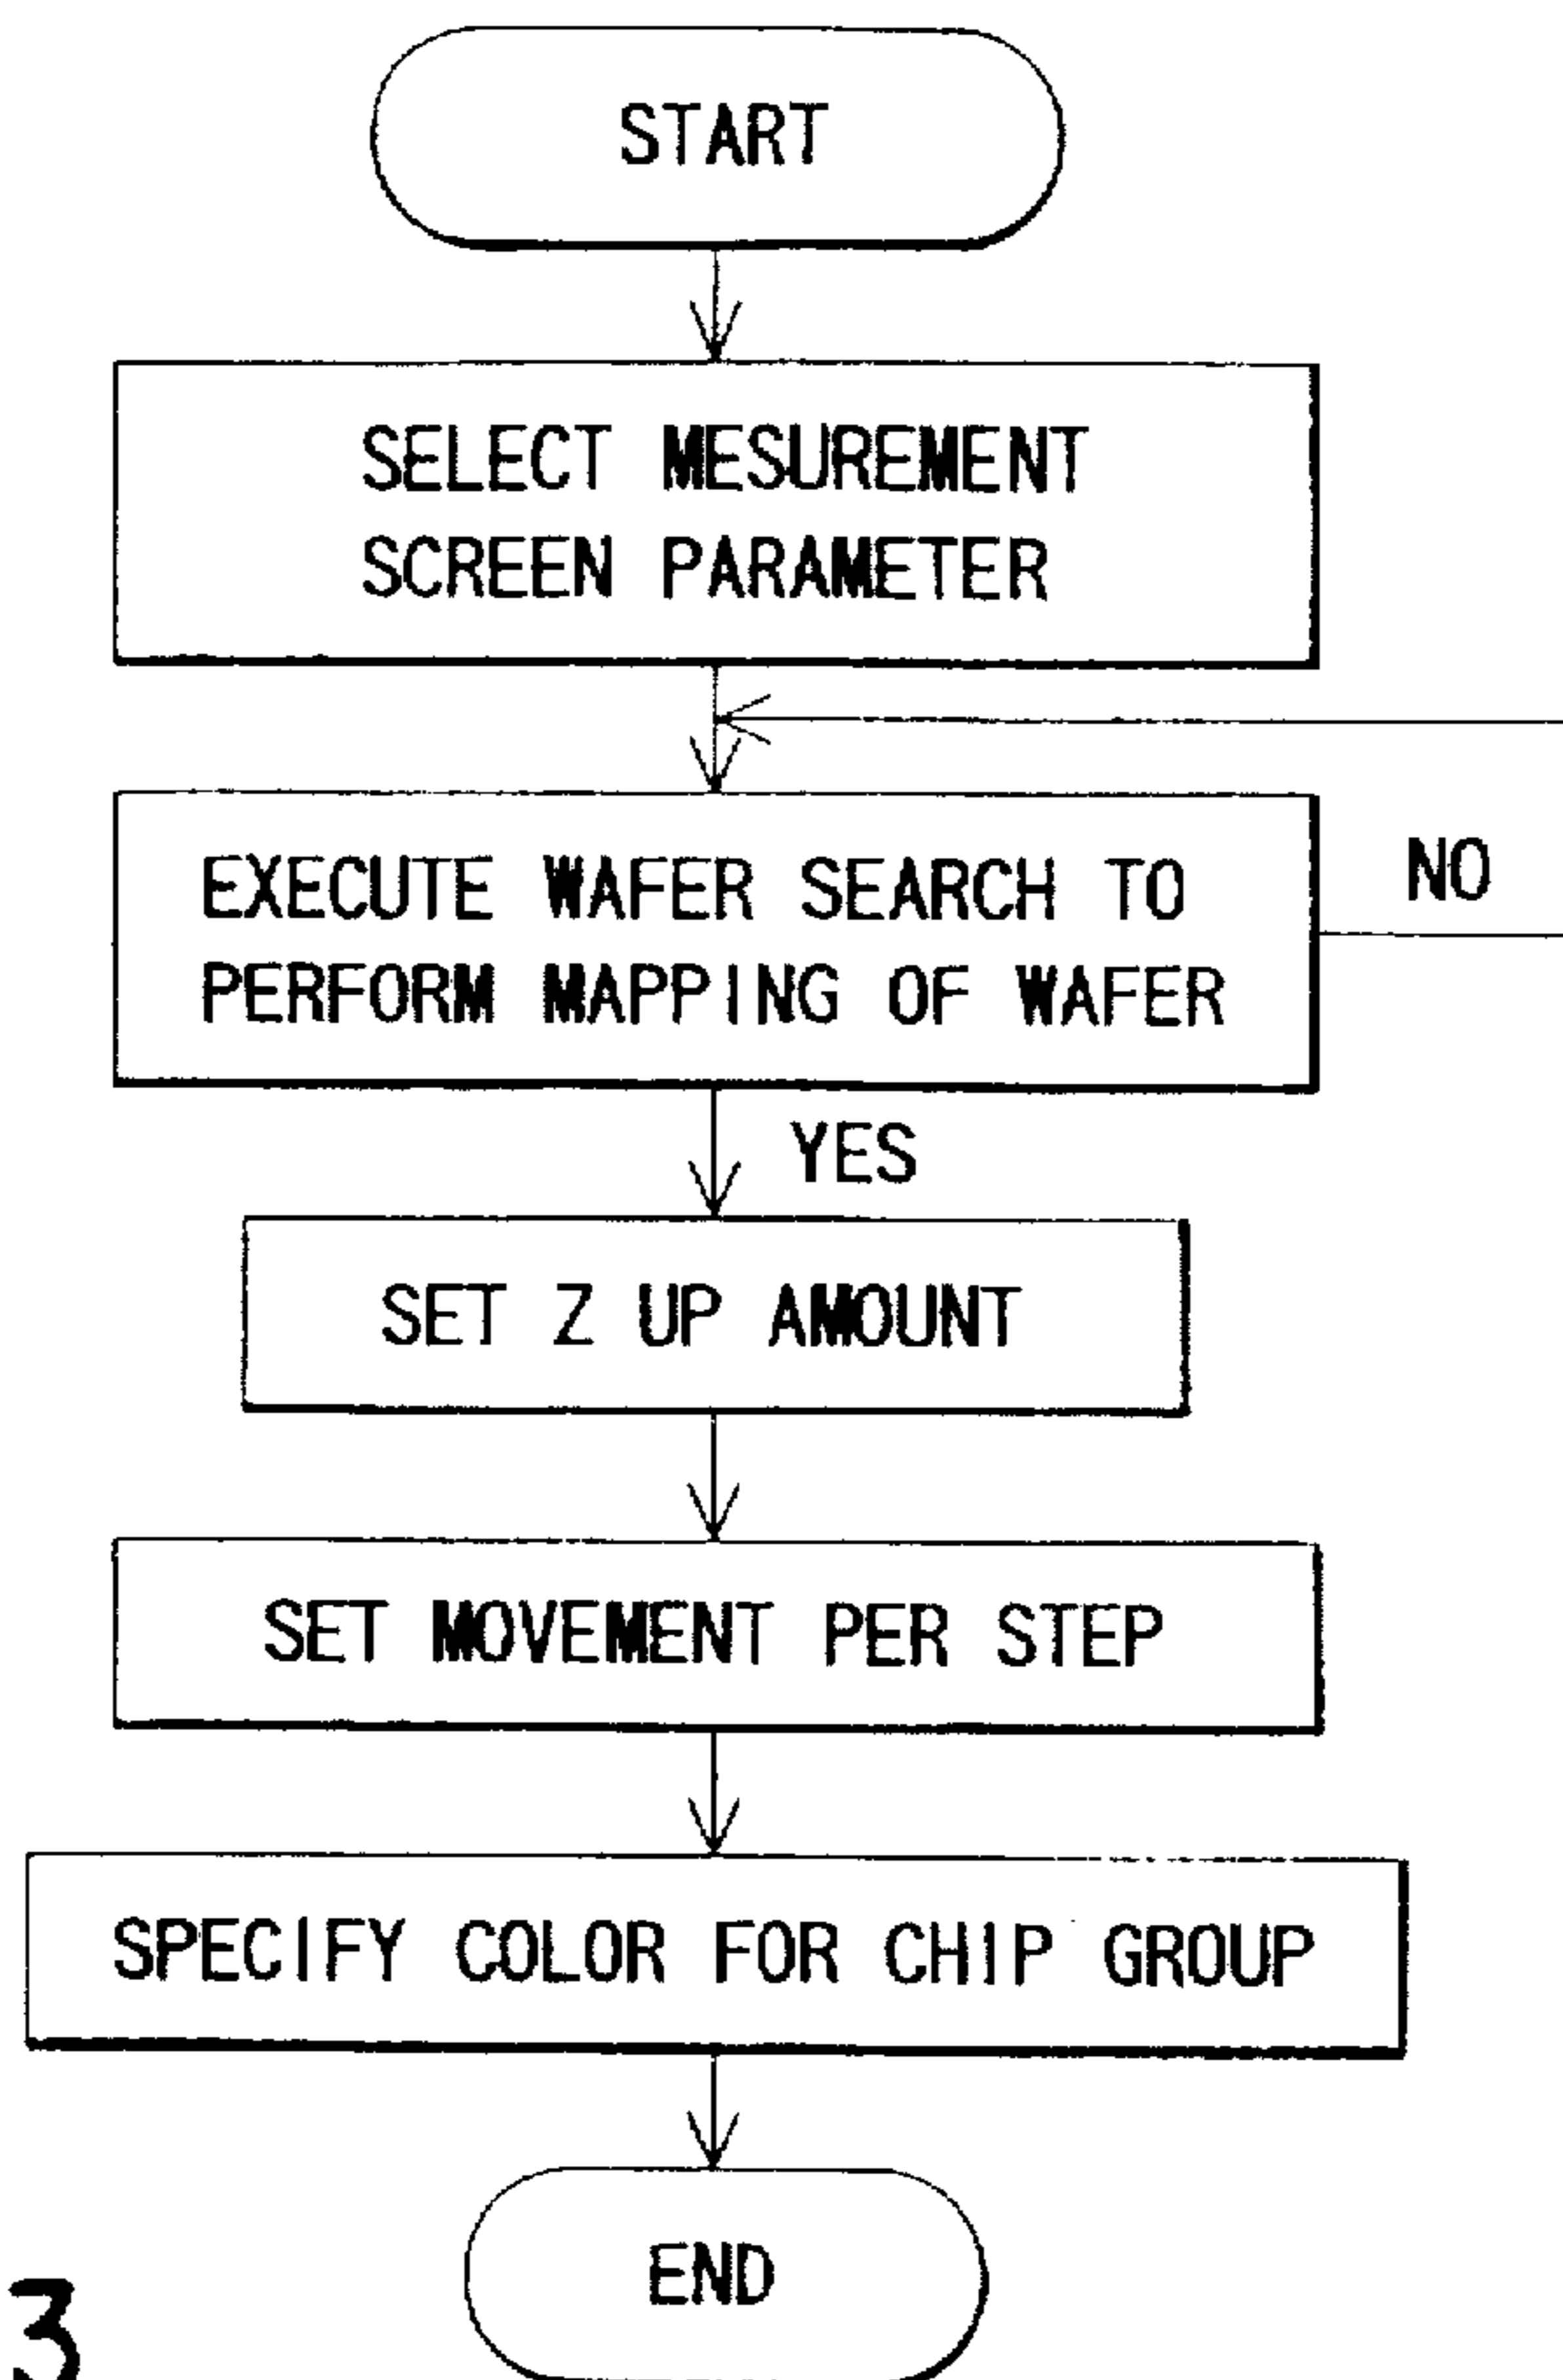 START
SELECT MESUREMENT
SCREEN PARAMETER
EXECUTE WAFER SEARCH TO
PERFORM MAPPING OF WAFER
NO
YES
SET Z UP AMOUNT
SET MOVEMENT PER STEP
SPECIFY COLOR FOR CHIP GROUP
END
3